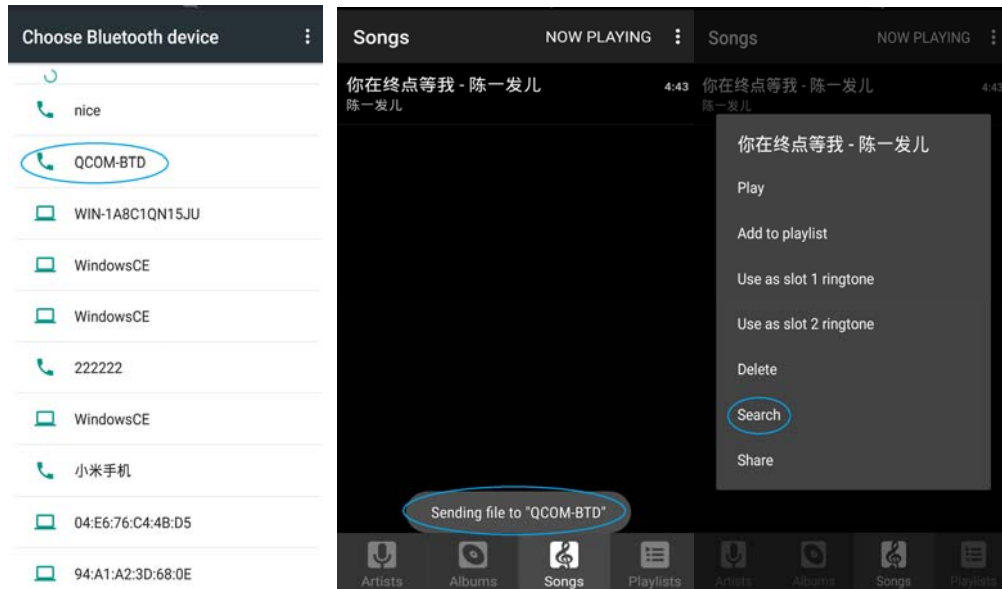 Choose Bluetooth device
nice
QCOM-BTD
WIN-1A8C1QN15JU
WindowsCE
WindowsCE
222222
WindowsCE
小米手机
04:E6:76:C4:4B:D5
94:A1:A2:3D:68:0E
Songs NOW PLAYING
你在终点等我 - 陈一发儿 4:43
陈一发儿
Sending file to "QCOM-BTD"
Artists Albums Songs Playlists
Songs NOW PLAYING
你在终点等我 - 陈一发儿 4:43
陈一发儿
你在终点等我 - 陈一发儿
Play
Add to playlist
Use as slot 1 ringtone
Use as slot 2 ringtone
Delete
Search
Share
Artists Albums Songs Playlists